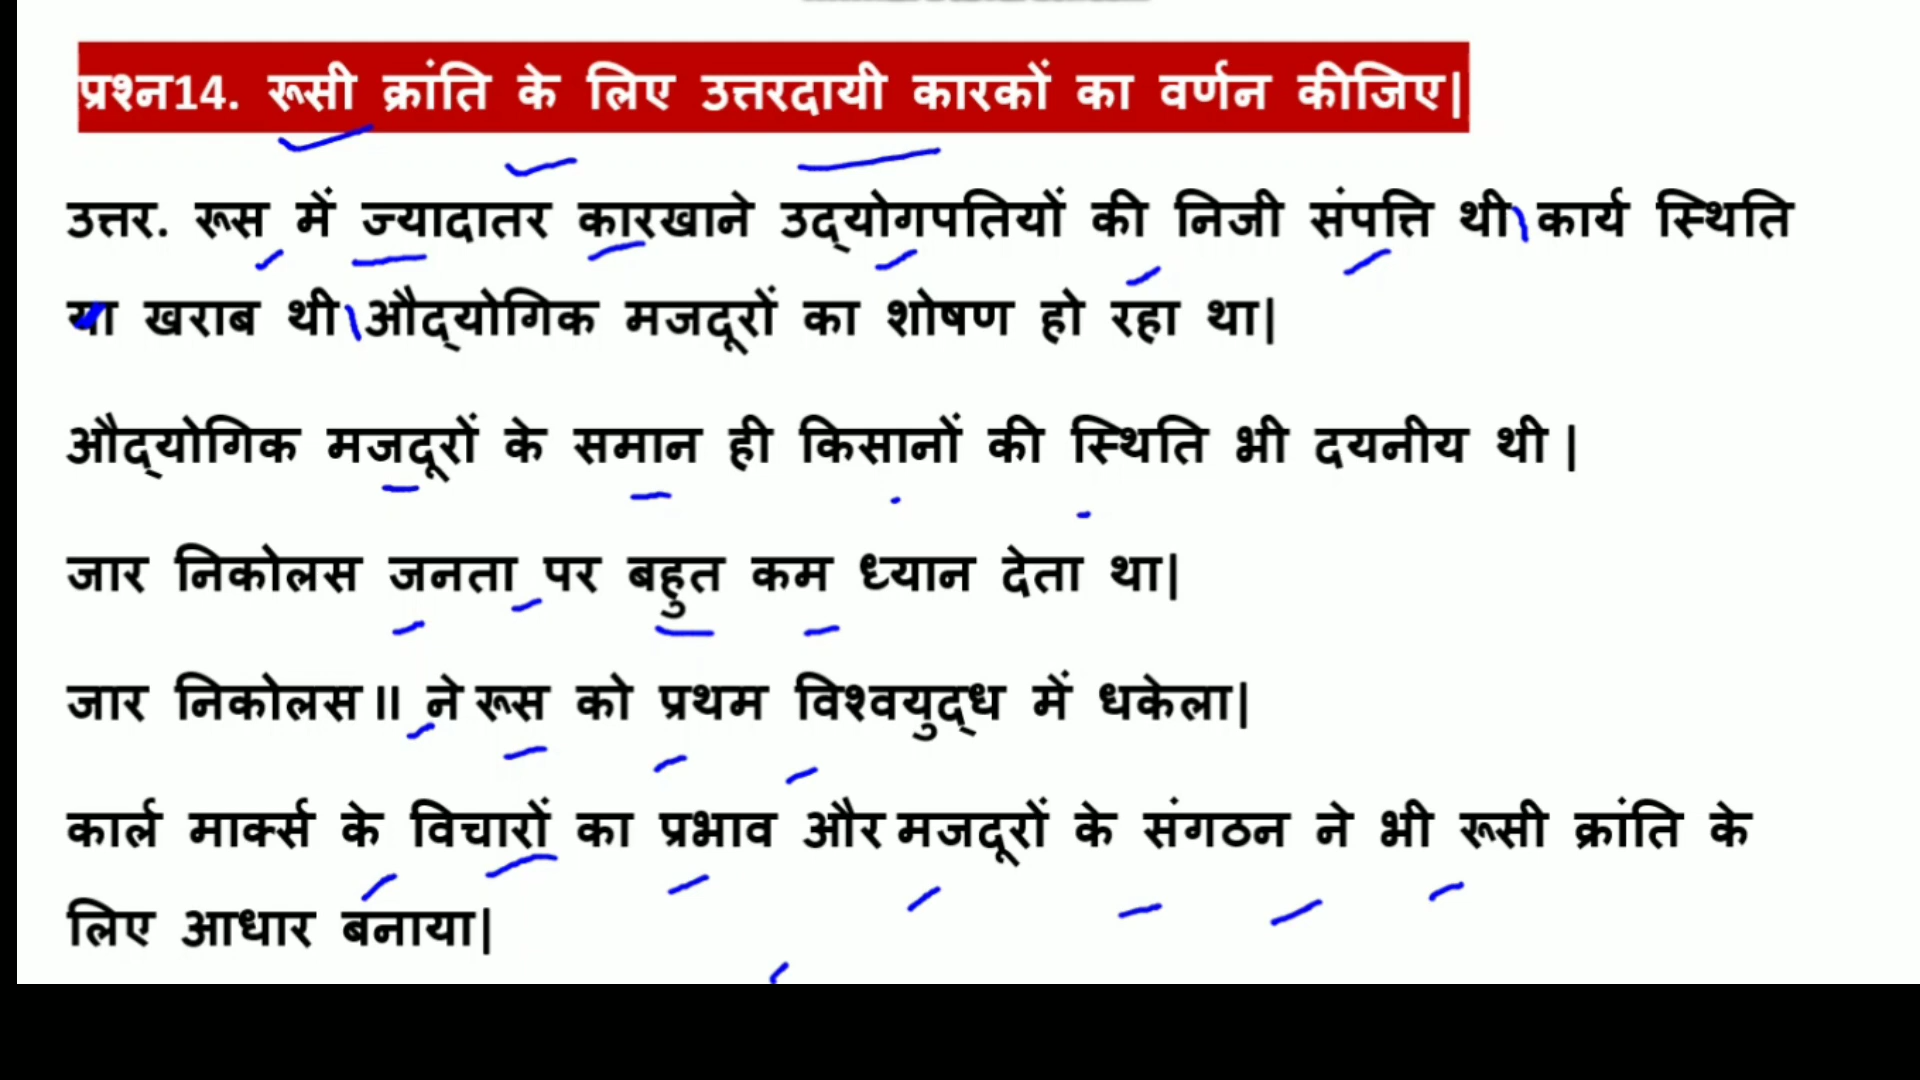 प्रश्न14. रूसी क्रांति के लिए उत्तरदायी कारकों का वर्णन कीजिए|
उत्तर. रूस में ज्यादातर कारखाने उद्योगपतियों की निजी संपत्ति थी\ कार्य स्थिति
या खराब थी\ औद्योगिक मजदूरों का शोषण हो रहा था|
औद्योगिक मजदूरों के समान ही किसानों की स्थिति भी दयनीय थी |
जार निकोलस जनता पर बहुत कम ध्यान देता था|
जार निकोलस II ने रूस को प्रथम विश्वयुद्ध में धकेला|
कार्ल मार्क्स के विचारों का प्रभाव और मजदूरों के संगठन ने भी रूसी क्रांति के
लिए आधार बनाया|